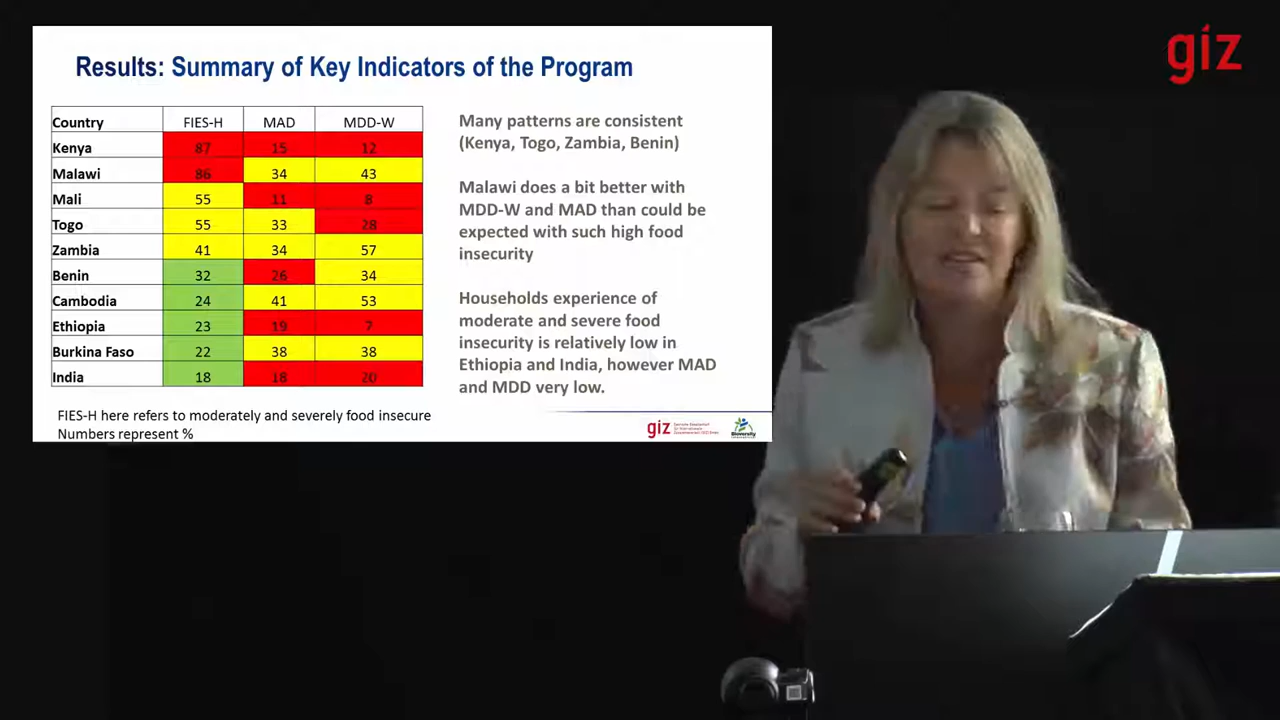 giz
Results: Summary of Key Indicators of the Program
Country FIES-H MAD MDD-W
Kenya 87 15 12
Malawi 86 34 43
Mali 55 11 8
Togo 55 33 28
Zambia 41 34 57
Benin 32 26 34
Cambodia 24 41 53
Ethiopia 23 19 7
Burkina Faso 22 38 38
India 18 18 20
FIES-H here refers to moderately and severely food insecure
Numbers represent %
Many patterns are consistent
(Kenya, Togo, Zambia, Benin)
Malawi does a bit better with
MDD-W and MAD than could be
expected with such high food
insecurity
Households experience of
moderate and severe food
insecurity is relatively low in
Ethiopia and India, however MAD
and MDD very low.
giz
Bioversity